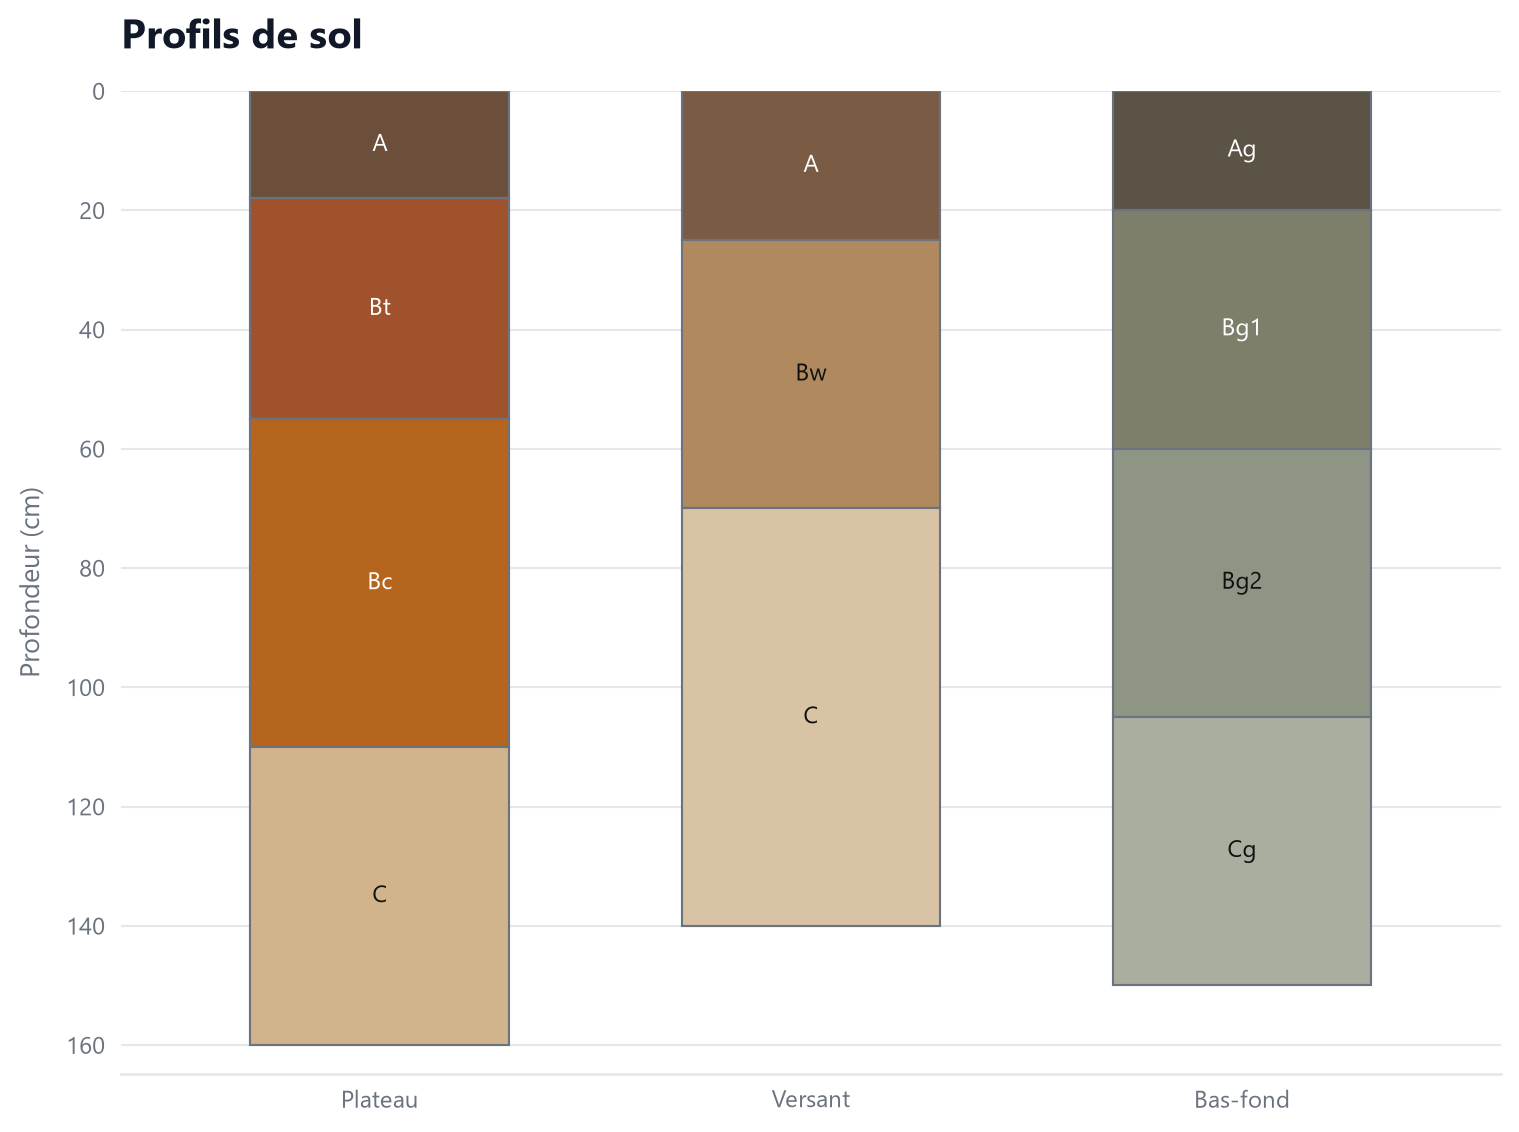 Profils de sol
Profondeur (cm)
0
20
40
60
80
100
120
140
160
A
Bt
Bc
C
A
Bw
C
Ag
Bg1
Bg2
Cg
Plateau
Versant
Bas-fond